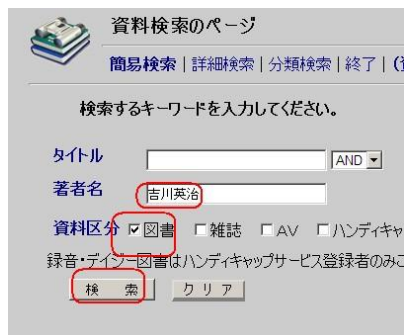 資料検索のページ
簡易検索 | 詳細検索 | 分類検索 | 終了 | (資
検索するキーワードを入力してください。
タイトル AND
著者名 吉川英治
資料区分 図書 雑誌 AV ハンディキャ
録音・デイジー図書はハンディキャップサービス登録者のみご
検 索 クリア